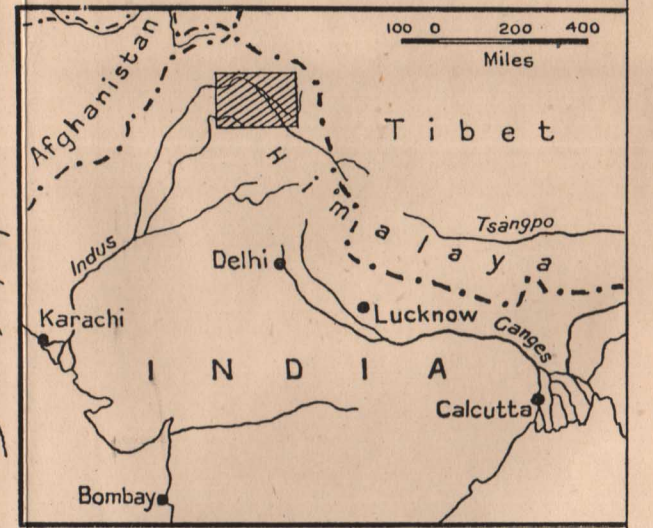 100 0 200 400
Miles
Afghanistan
Tibet
Himalaya
Tsangpo
Indus
Delhi
Lucknow
Karachi
Ganges
INDIA
Calcutta
Bombay